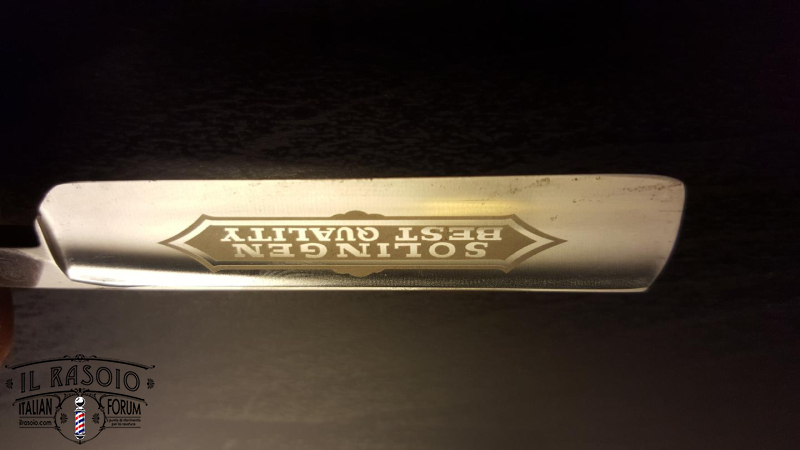 SOLINGEN
BEST QUALITY
IL RASOIO
ITALIAN FORUM
ilrasoio.com